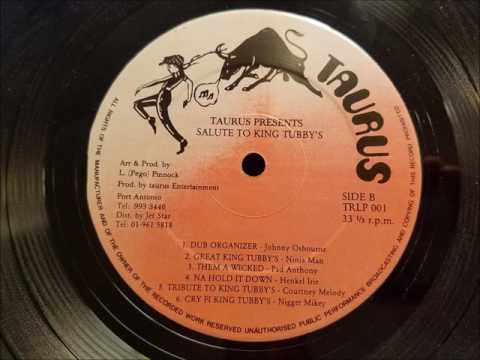 TAURUS
TAURUS PRESENTS
SALUTE TO KING TUBBY'S
Arr & Prod. by
L. (Pego) Pinnock
Prod. by taurus Entertainment
Port Antonio
Tel: 993 3440
Dist. by Jet Star
Tel: 01-961 5818
SIDE B
TRLP 001
33 ⅓ r.p.m.
1. DUB ORGANIZER - Johnny Osbourne
2. GREAT KING TUBBY'S - Ninja Man
3. THEM A WICKED - Pad Anthony
4. NA HOLD IT DOWN - Henkel Irie
5. TRIBUTE TO KING TUBBY'S - Courtney Melody
6. CRY FI KING TUBBY'S - Nigger Mikey
ALL RIGHTS OF THE MANUFACTURER AND OF THE OWNER OF THE RECORDED WORK RESERVED UNAUTHORISED PUBLIC PERFORMANCE BROADCASTING AND COPYING OF THIS RECORD PROHIBITED